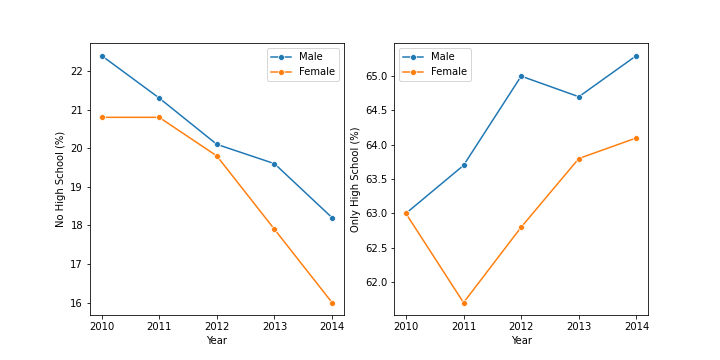 No High School (%)
22
21
20
19
18
17
16
2010 2011 2012 2013 2014
Year
Male
Female
Only High School (%)
65.0
64.5
64.0
63.5
63.0
62.5
62.0
2010 2011 2012 2013 2014
Year
Male
Female